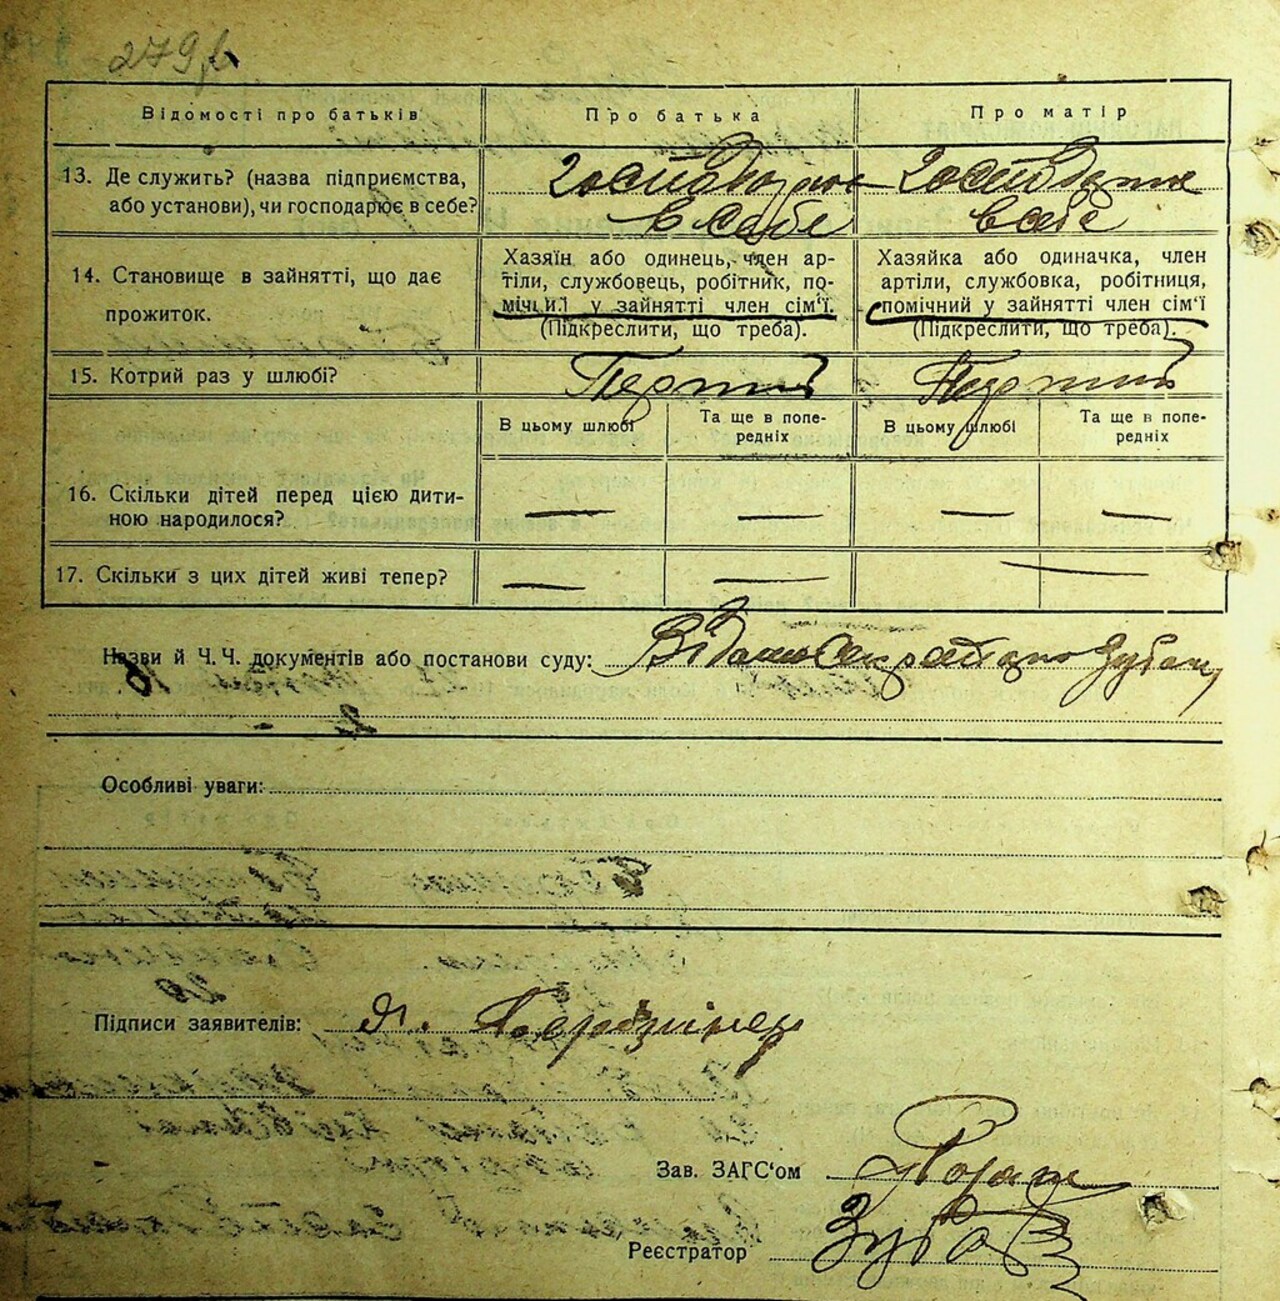 279
Відомості про батьків
Про батька
Про матір
13. Де служить? (назва підприємства,
або установи), чи господарює в себе?
в себе
в себе
14. Становище в зайнятті, що дає
прожиток.
Хазяїн або одинець, член ар-
тіли, службовець, робітник, по-
мічний у зайнятті член сім'ї.
(Підкреслити, що треба).
Хазяйка або одиначка, член
артіли, службовка, робітниця,
помічний у зайнятті член сім'ї
(Підкреслити, що треба).
15. Котрий раз у шлюбі?
Перший
Перший
В цьому шлюбі
Та ще в попе-
редніх
В цьому шлюбі
Та ще в попе-
редніх
16. Скільки дітей перед цією дити-
ною народилося?
— — — —
17. Скільки з цих дітей живі тепер?
— — —
Назви й Ч.Ч. документів або постанови суду:
Особливі уваги:
Підписи заявителів:
Зав. ЗАГС'ом
Реєстратор